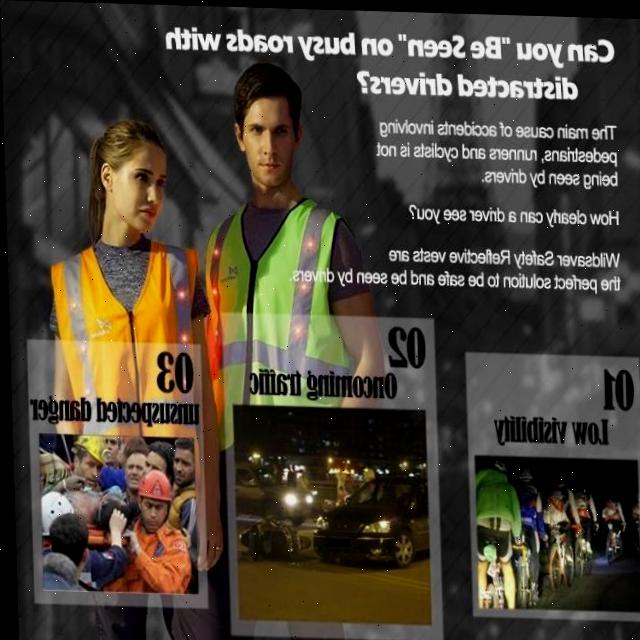 Can you "Be Seen" on busy roads with
distracted drivers?
The main cause of accidents involving
pedestrians, runners, and cyclists is not
being seen by drivers.
How clearly can a driver see you?
Wildsaver Safety Reflective vests are
the perfect solution to be safe and be seen by drivers.
01
Low visibility
02
Oncoming traffic
03
unsuspected danger